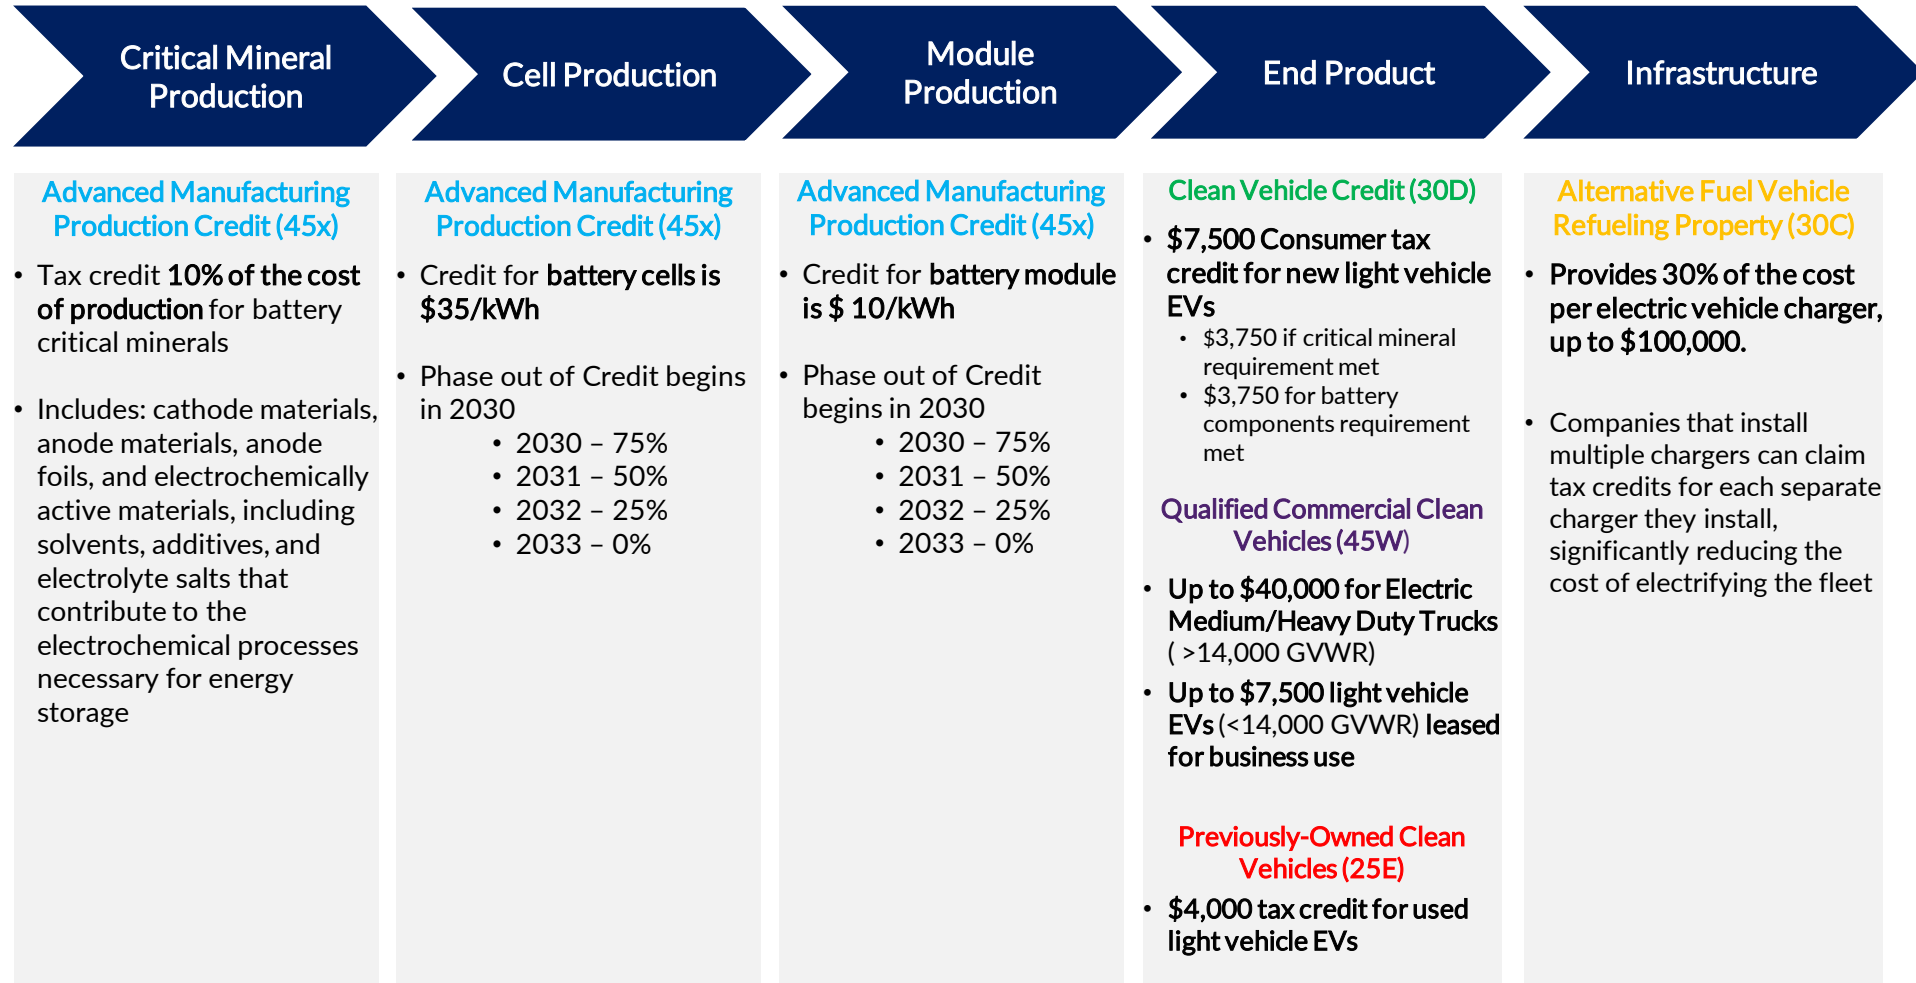 Critical Mineral
Production
Cell Production
Module
Production
End Product
Infrastructure
Advanced Manufacturing
Production Credit (45x)
• Tax credit 10% of the cost
of production for battery
critical minerals
• Includes: cathode materials,
anode materials, anode
foils, and electrochemically
active materials, including
solvents, additives, and
electrolyte salts that
contribute to the
electrochemical processes
necessary for energy
storage
Advanced Manufacturing
Production Credit (45x)
• Credit for battery cells is
$35/kWh
• Phase out of Credit begins
in 2030
• 2030 – 75%
• 2031 – 50%
• 2032 – 25%
• 2033 – 0%
Advanced Manufacturing
Production Credit (45x)
• Credit for battery module
is $ 10/kWh
• Phase out of Credit
begins in 2030
• 2030 – 75%
• 2031 – 50%
• 2032 – 25%
• 2033 – 0%
Clean Vehicle Credit (30D)
• $7,500 Consumer tax
credit for new light vehicle
EVs
• $3,750 if critical mineral
requirement met
• $3,750 for battery
components requirement
met
Qualified Commercial Clean
Vehicles (45W)
• Up to $40,000 for Electric
Medium/Heavy Duty Trucks
( >14,000 GVWR)
• Up to $7,500 light vehicle
EVs (<14,000 GVWR) leased
for business use
Previously-Owned Clean
Vehicles (25E)
• $4,000 tax credit for used
light vehicle EVs
Alternative Fuel Vehicle
Refueling Property (30C)
• Provides 30% of the cost
per electric vehicle charger,
up to $100,000.
• Companies that install
multiple chargers can claim
tax credits for each separate
charger they install,
significantly reducing the
cost of electrifying the fleet